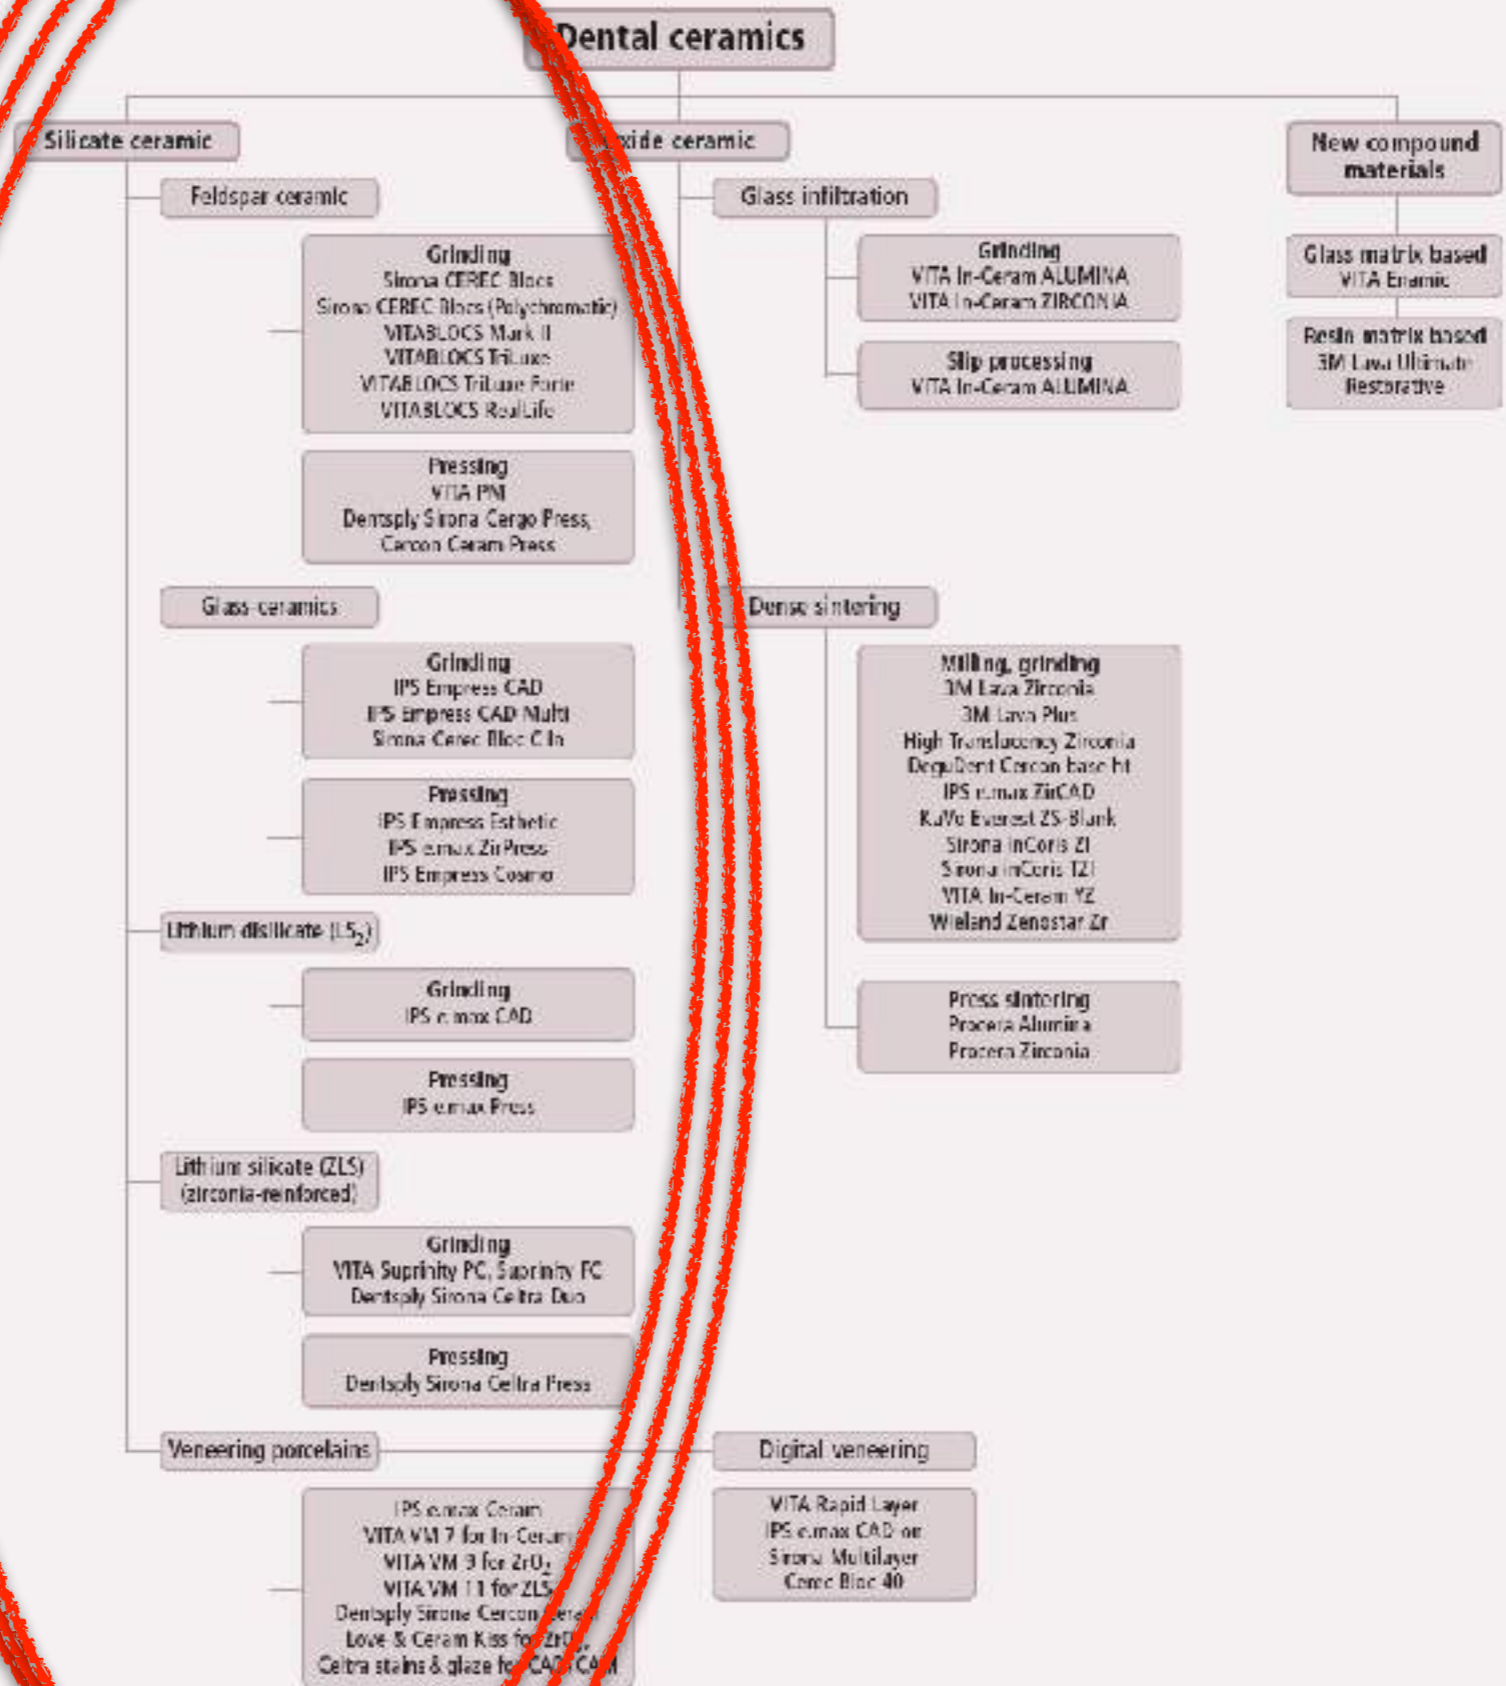 Dental ceramics
Silicate ceramic
Feldspar ceramic
Grinding
Sirona CEREC Blocs
Sirona CEREC Blocs (Polychromatic)
VITABLOCS Mark II
VITABLOCS TriLuxe
VITABLOCS TriLuxe Forte
VITABLOCS RealLife
Pressing
VITA PM
Dentsply Sirona Cergo Press,
Cercon Ceram Press
Glass-ceramics
Grinding
IPS Empress CAD
IPS Empress CAD Multi
Sirona Cerec Bloc C In
Pressing
IPS Empress Esthetic
IPS e.max ZirPress
IPS Empress Cosmo
Lithium disilicate (LS₂)
Grinding
IPS e.max CAD
Pressing
IPS e.max Press
Lithium silicate (ZLS)
(zirconia-reinforced)
Grinding
VITA Suprinity PC, Suprinity FC
Dentsply Sirona Celtra Duo
Pressing
Dentsply Sirona Celtra Press
Veneering porcelains
IPS e.max Ceram
VITA VM 7 for In-Ceram
VITA VM 9 for ZrO₂
VITA VM 11 for ZLS
Dentsply Sirona Cercon Ceram
Love & Ceram Kiss for ZrO₂,
Celtra stains & glaze for CAD/CAM
Digital veneering
VITA Rapid Layer
IPS e.max CAD-on
Sirona Multilayer
Cerec Bloc 40
Oxide ceramic
Glass infiltration
Grinding
VITA In-Ceram ALUMINA
VITA In-Ceram ZIRCONIA
Slip processing
VITA In-Ceram ALUMINA
Dense sintering
Milling, grinding
3M Lava Zirconia
3M Lava Plus
High Translucency Zirconia
DeguDent Cercon base ht
IPS e.max ZirCAD
KaVo Everest ZS-Blank
Sirona inCoris ZI
Sirona inCoris TZI
VITA In-Ceram YZ
Wieland Zenostar Zr
Press sintering
Procera Alumina
Procera Zirconia
New compound
materials
Glass matrix based
VITA Enamic
Resin matrix based
3M Lava Ultimate
Restorative